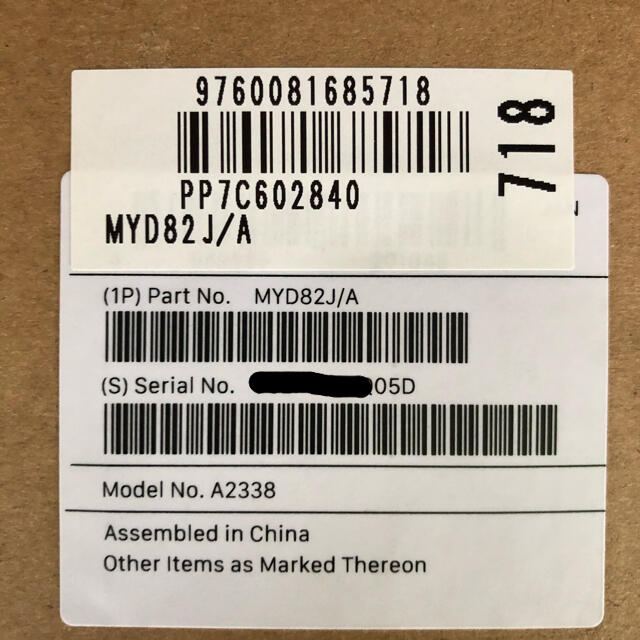 9760081685718
718
PP7C602840
MYD82J/A
(1P) Part No. MYD82J/A
(S) Serial No. 05D
Model No. A2338
Assembled in China
Other Items as Marked Thereon